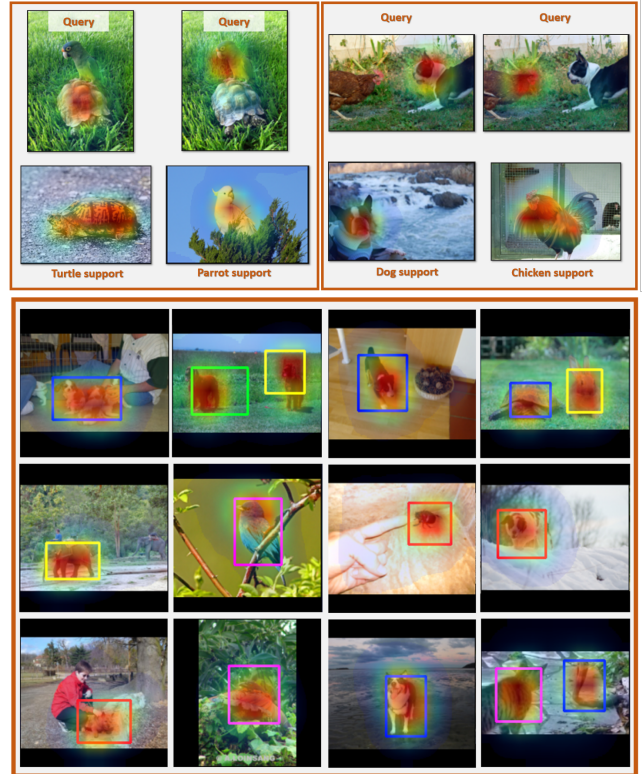 Query
Query
Query
Query
Turtle support
Parrot support
Dog support
Chicken support